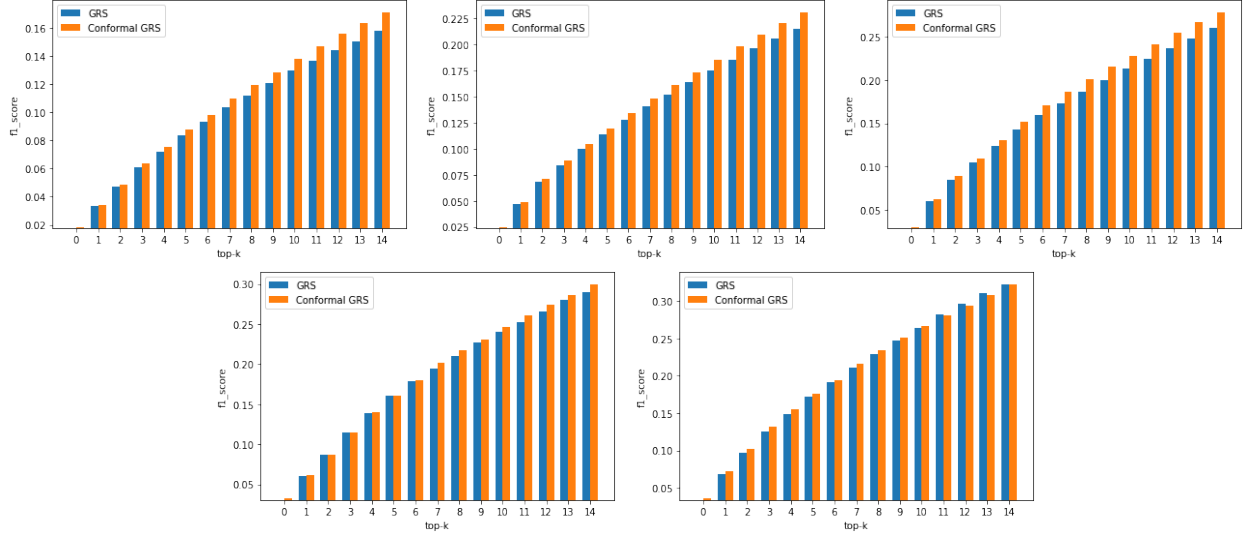 GRS
Conformal GRS
0.16
0.14
0.12
0.10
0.08
0.06
0.04
0.02
f1_score
0 1 2 3 4 5 6 7 8 9 10 11 12 13 14
top-k
GRS
Conformal GRS
0.225
0.200
0.175
0.150
0.125
0.100
0.075
0.050
0.025
f1_score
0 1 2 3 4 5 6 7 8 9 10 11 12 13 14
top-k
GRS
Conformal GRS
0.25
0.20
0.15
0.10
0.05
f1_score
0 1 2 3 4 5 6 7 8 9 10 11 12 13 14
top-k
GRS
Conformal GRS
0.30
0.25
0.20
0.15
0.10
0.05
f1_score
0 1 2 3 4 5 6 7 8 9 10 11 12 13 14
top-k
GRS
Conformal GRS
0.30
0.25
0.20
0.15
0.10
0.05
f1_score
0 1 2 3 4 5 6 7 8 9 10 11 12 13 14
top-k